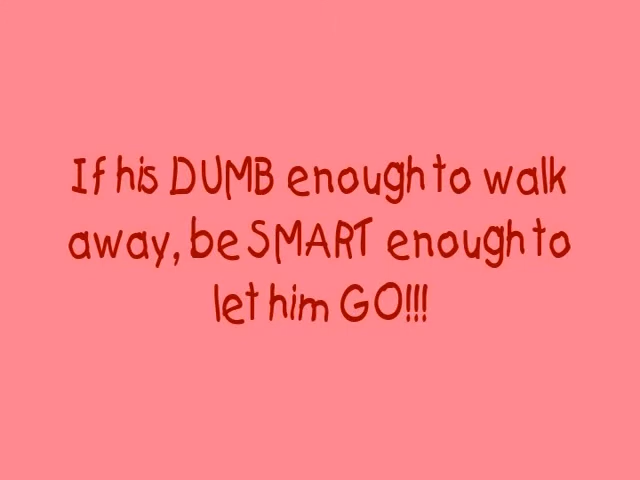 If his DUMB enough to walk
away, be SMART enough to
let him GO!!!